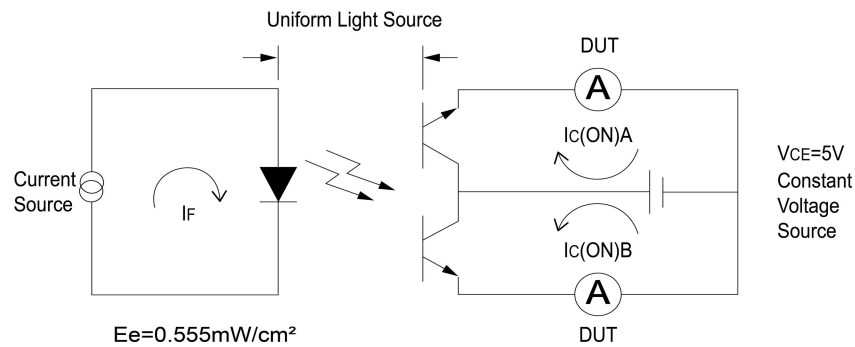 Uniform Light Source
DUT
A
IC(ON)A
Current
Source
IF
VCE=5V
Constant
Voltage
Source
IC(ON)B
A
Ee=0.555mW/cm²
DUT